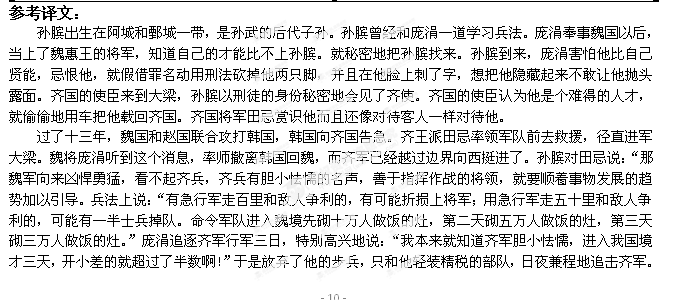 参考译文：
孙膑出生在阿城和鄄城一带，是孙武的后代子孙。孙膑曾经和庞涓一道学习兵法。庞涓奉事魏国以后，
当上了魏惠王的将军，知道自己的才能比不上孙膑。就秘密地把孙膑找来。孙膑到来，庞涓害怕他比自己
贤能，忌恨他，就假借罪名动用刑法砍掉他两只脚，并且在他脸上刺了字，想把他隐藏起来不敢让他抛头
露面。齐国的使臣来到大梁，孙膑以刑徒的身份秘密地会见了齐使。齐国的使臣认为他是个难得的人才，
就偷偷地用车把他载回齐国。齐国将军田忌赏识他而且还像对待客人一样对待他。
过了十三年，魏国和赵国联合攻打韩国，韩国向齐国告急。齐王派田忌率领军队前去救援，径直进军
大梁。魏将庞涓听到这个消息，率师撤离韩国回魏，而齐军已经越过边界向西挺进了。孙膑对田忌说：“那
魏军向来凶悍勇猛，看不起齐兵，齐兵有胆小怯懦的名声，善于指挥作战的将领，就要顺着事物发展的趋
势加以引导。兵法上说：“有急行军走百里和敌人争利的，有可能折损上将军；用急行军走五十里和敌人争
利的，可能有一半士兵掉队。命令军队进入魏境先砌十万人做饭的灶，第二天砌五万人做饭的灶，第三天
砌三万人做饭的灶。”庞涓追逐齐军行军三日，特别高兴地说：“我本来就知道齐军胆小怯懦，进入我国境
才三天，开小差的就超过了半数啊!”于是放弃了他的步兵，只和他轻装精锐的部队，日夜兼程地追击齐军。
- 10 -